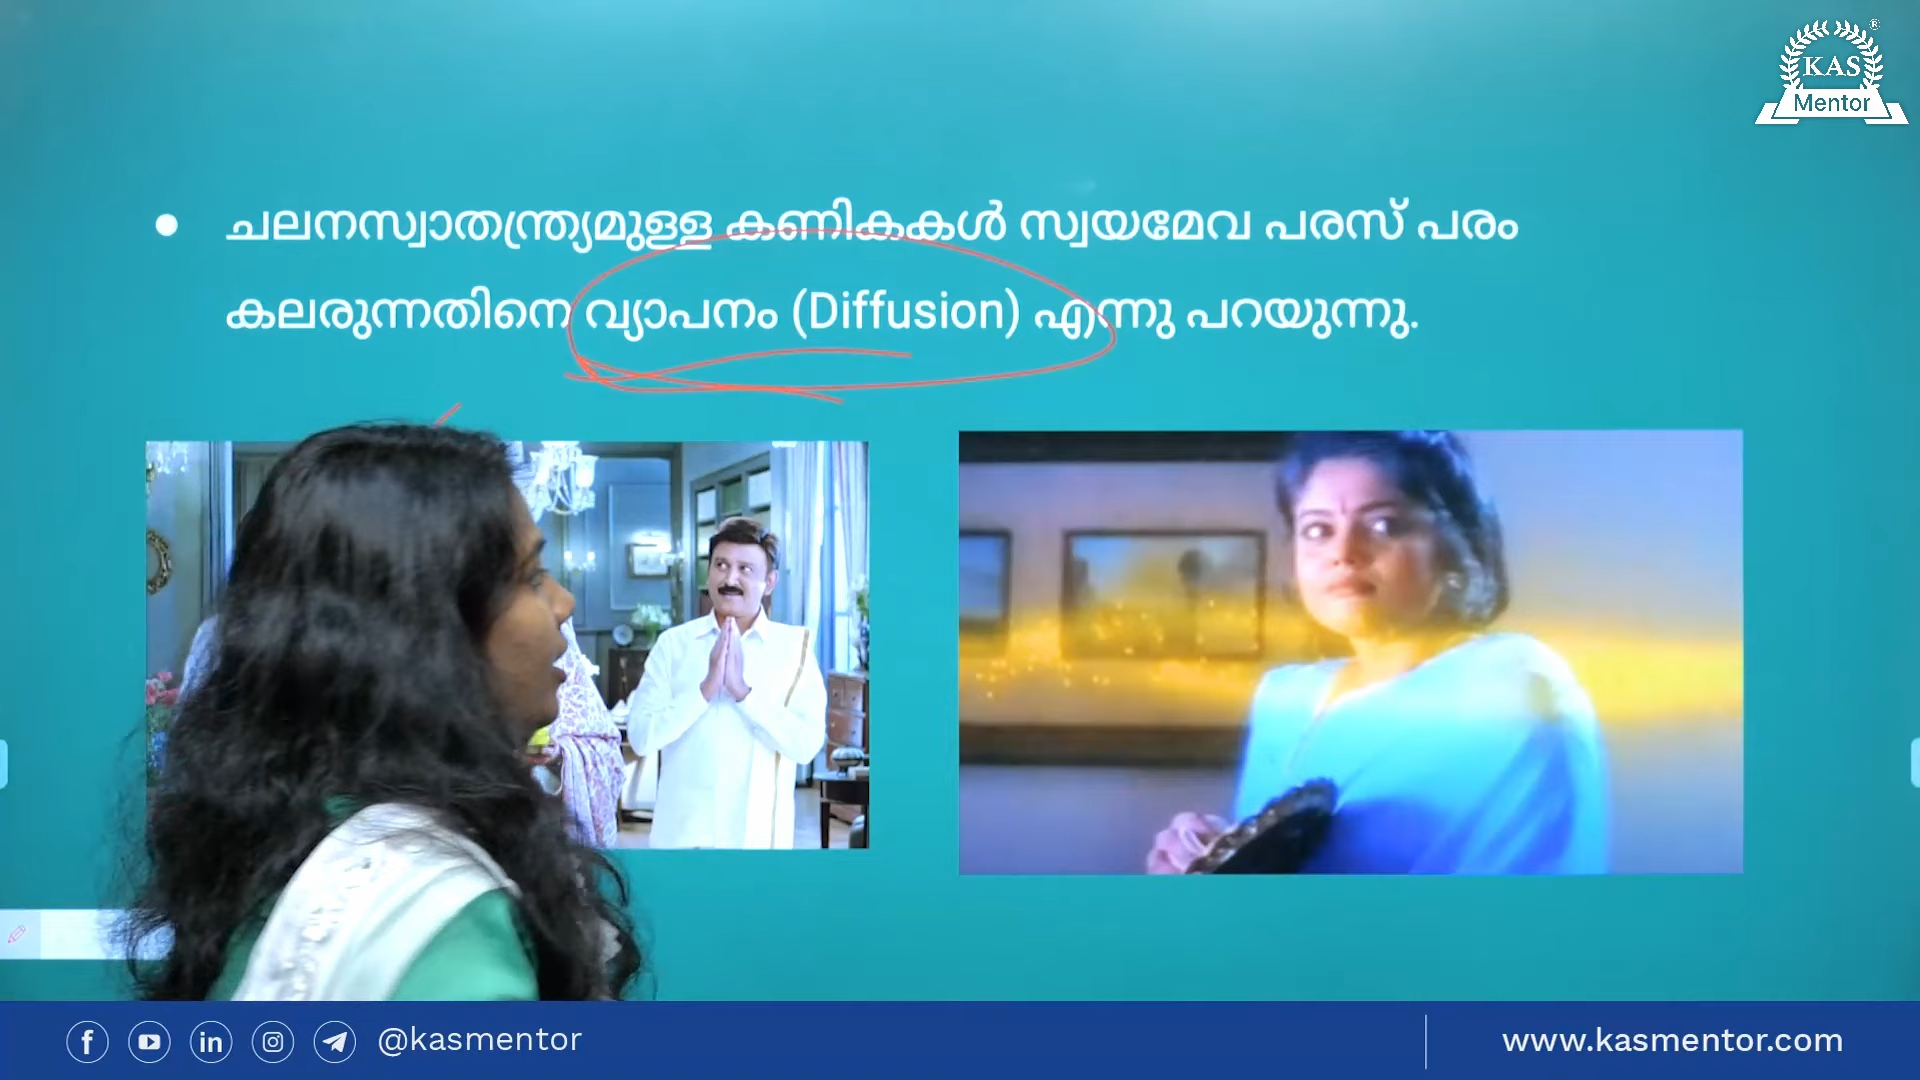 KAS
®
Mentor
• ചലനസ്വാതന്ത്ര്യമുള്ള കണികകൾ സ്വയമേവ പരസ് പരം
കലരുന്നതിനെ വ്യാപനം (Diffusion) എന്നു പറയുന്നു.
@kasmentor
www.kasmentor.com